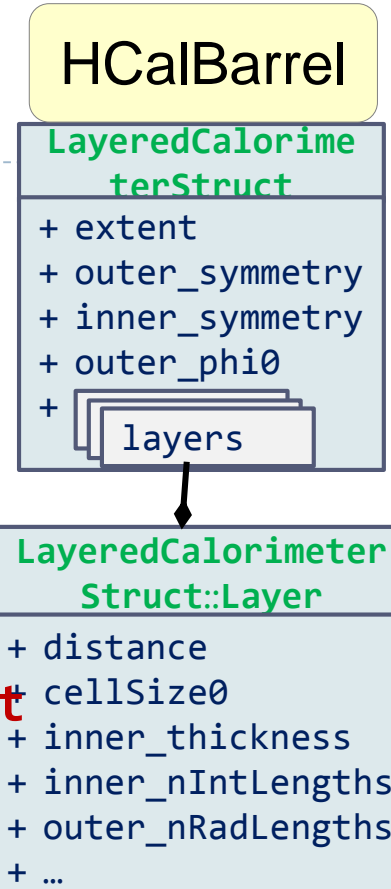 HCalBarrel
LayeredCalorime
terStruct
+ extent
+ outer_symmetry
+ inner_symmetry
+ outer_phi0
+
layers
LayeredCalorimeter
Struct::Layer
+ distance
t
+ cellSize0
+ inner_thickness
+ inner_nIntLengths
+ outer_nRadLengths
+ …